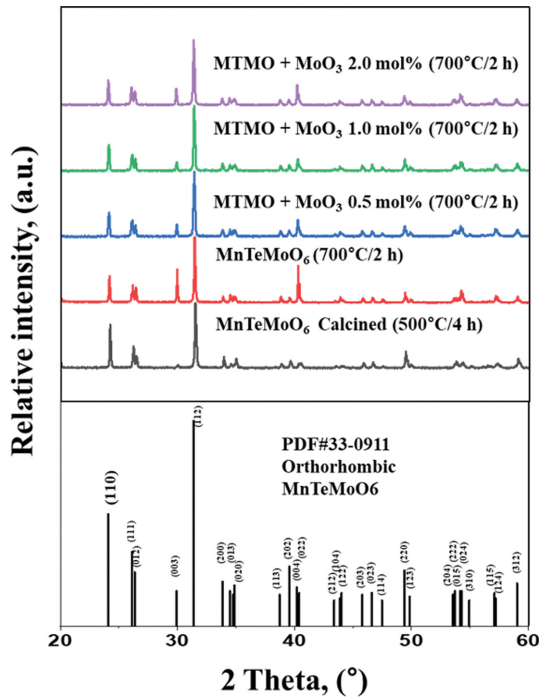 Relative intensity, (a.u.)
MTMO + MoO₃ 2.0 mol% (700°C/2 h)
MTMO + MoO₃ 1.0 mol% (700°C/2 h)
MTMO + MoO₃ 0.5 mol% (700°C/2 h)
MnTeMoO₆ (700°C/2 h)
MnTeMoO₆ Calcined (500°C/4 h)
PDF#33-0911
Orthorhombic
MnTeMoO6
(110)
(111)
(012)
(003)
(112)
(200)
(013)
(020)
(113)
(202)
(004)
(022)
(212)
(104)
(122)
(203)
(023)
(114)
(220)
(123)
(204)
(222)
(015)
(024)
(310)
(115)
(124)
(312)
20 30 40 50 60
2 Theta, (°)